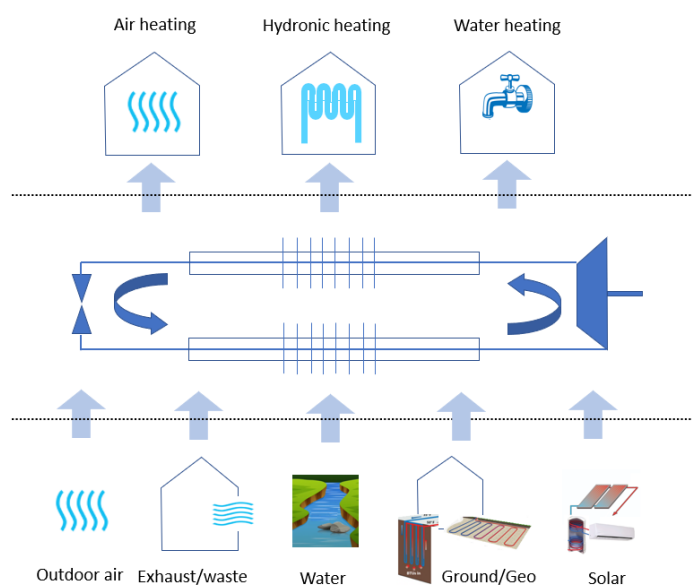 Air heating
Hydronic heating
Water heating
Outdoor air
Exhaust/waste
Water
Ground/Geo
Solar